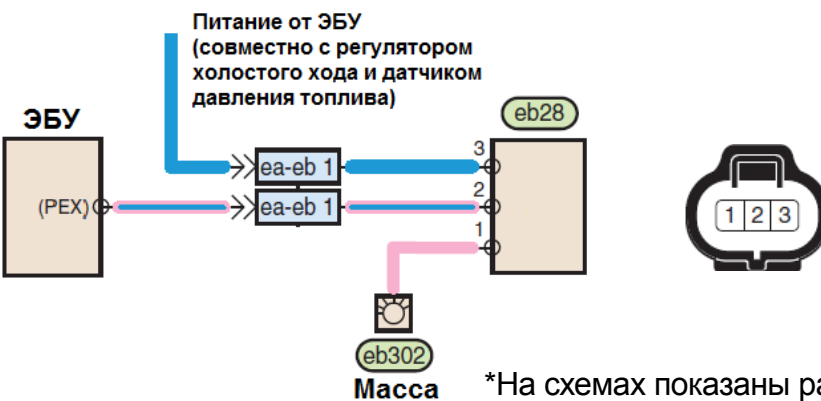 Питание от ЭБУ
(совместно с регулятором
холостого хода и датчиком
давления топлива)
ЭБУ
eb28
3
ea-eb 1
(PEX)
ea-eb 1
2
1
1 2 3
eb302
Масса
*На схемах показаны ра